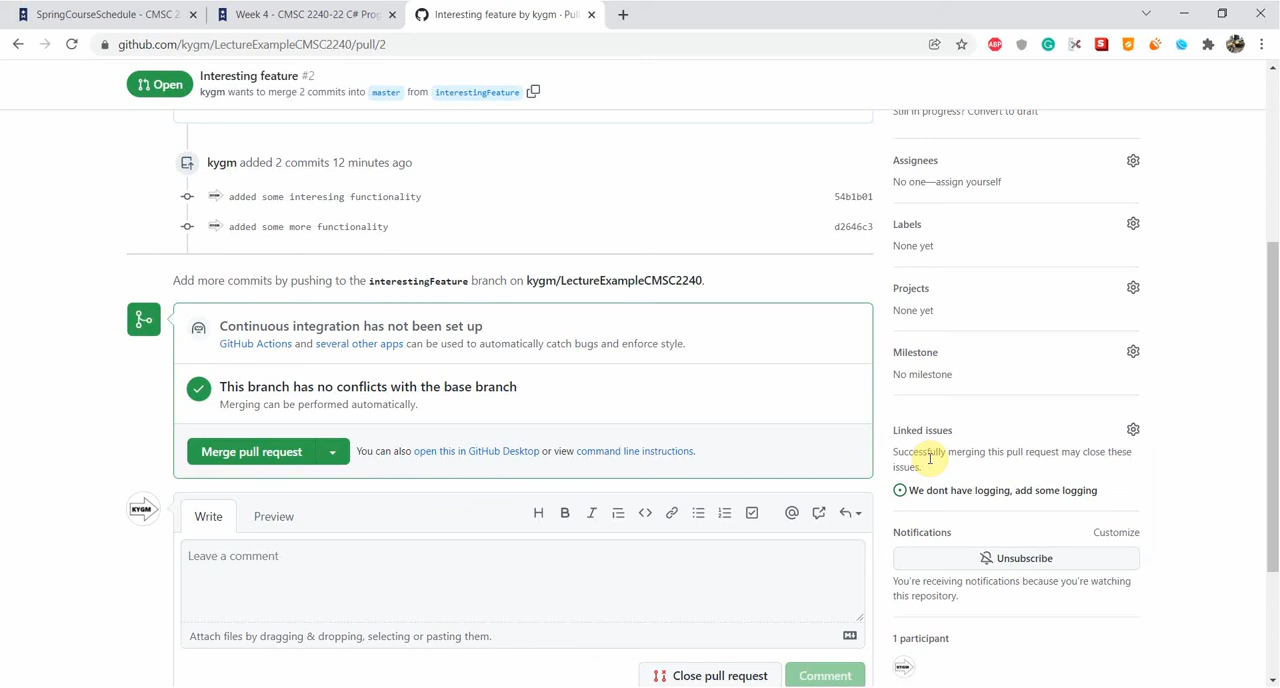 SpringCourseSchedule - CMSC 2
Week 4 - CMSC 2240-22 C# Prog
Interesting feature by kygm · Pull
github.com/kygm/LectureExampleCMSC2240/pull/2
Open
Interesting feature #2
kygm wants to merge 2 commits into master from interestingFeature
Still in progress? Convert to draft
kygm added 2 commits 12 minutes ago
added some interesing functionality 54b1b01
added some more functionality d2646c3
Add more commits by pushing to the interestingFeature branch on kygm/LectureExampleCMSC2240.
Continuous integration has not been set up
GitHub Actions and several other apps can be used to automatically catch bugs and enforce style.
This branch has no conflicts with the base branch
Merging can be performed automatically.
Merge pull request You can also open this in GitHub Desktop or view command line instructions.
KYGM
Write Preview
Leave a comment
Attach files by dragging & dropping, selecting or pasting them.
Close pull request Comment
Assignees
No one—assign yourself
Labels
None yet
Projects
None yet
Milestone
No milestone
Linked issues
Successfully merging this pull request may close these
issues.
We dont have logging, add some logging
Notifications Customize
Unsubscribe
You're receiving notifications because you're watching
this repository.
1 participant
KYGM